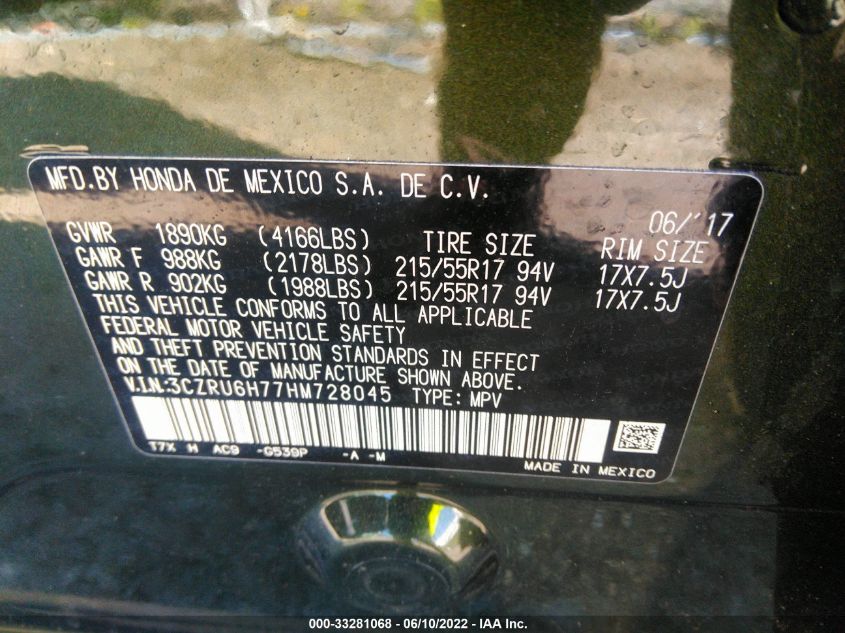 MFD.BY HONDA DE MEXICO S.A. DE C.V.
06/'17
GVWR 1890KG (4166LBS) TIRE SIZE RIM SIZE
GAWR F 988KG (2178LBS) 215/55R17 94V 17X7.5J
GAWR R 902KG (1988LBS) 215/55R17 94V 17X7.5J
THIS VEHICLE CONFORMS TO ALL APPLICABLE
FEDERAL MOTOR VEHICLE SAFETY
AND THEFT PREVENTION STANDARDS IN EFFECT
ON THE DATE OF MANUFACTURE SHOWN ABOVE.
V.I.N:3CZRU6H77HM728045 TYPE: MPV
T7X H AC9 -G539P -A -M
MADE IN MEXICO
000-33281068 - 06/10/2022 - IAA Inc.